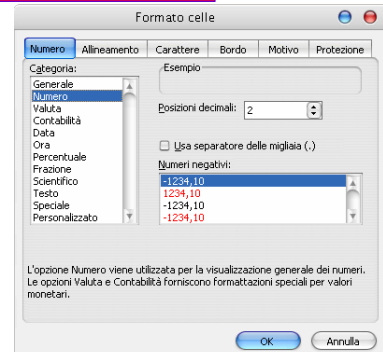 Formato celle
Numero Allineamento Carattere Bordo Motivo Protezione
Categoria:
Generale
Numero
Valuta
Contabilità
Data
Ora
Percentuale
Frazione
Scientifico
Testo
Speciale
Personalizzato
Esempio
Posizioni decimali: 2
Usa separatore delle migliaia (.)
Numeri negativi:
-1234,10
1234,10
-1234,10
-1234,10
L'opzione Numero viene utilizzata per la visualizzazione generale dei numeri.
Le opzioni Valuta e Contabilità forniscono formattazioni speciali per valori
monetari.
OK Annulla